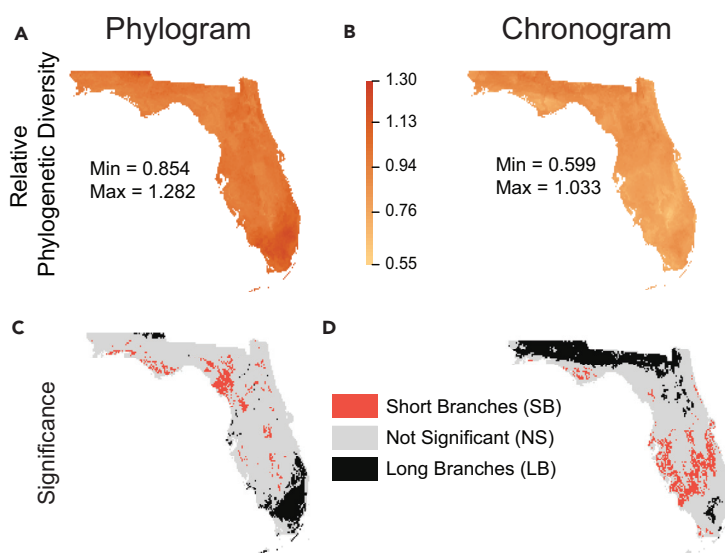 A Phylogram B Chronogram
Relative
Phylogenetic Diversity
Min = 0.854
Max = 1.282
1.30
1.13
0.94
0.76
0.55
Min = 0.599
Max = 1.033
C D
Significance
Short Branches (SB)
Not Significant (NS)
Long Branches (LB)